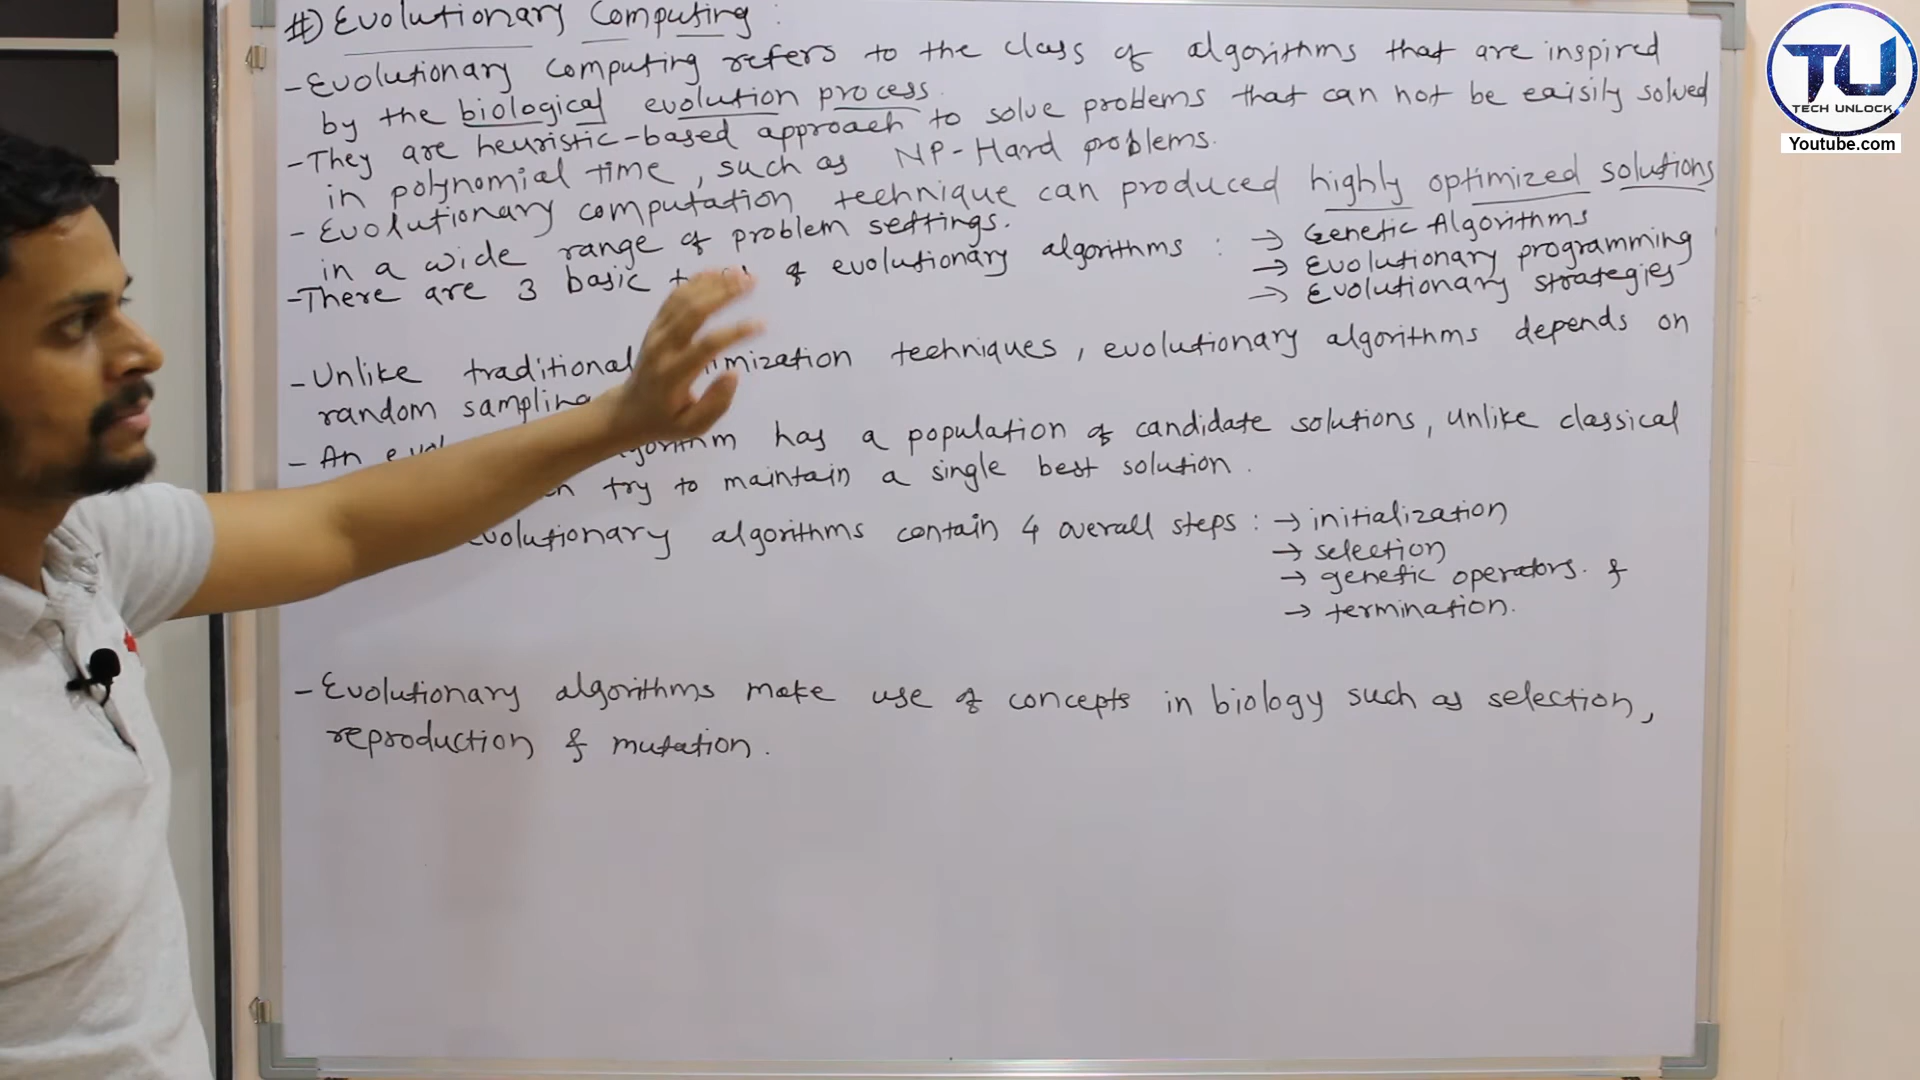 #) Evolutionary Computing :
- Evolutionary computing refers to the class of algorithms that are inspired
by the biological evolution process.
- They are heuristic-based approach to solve problems that can not be eaisily solved
in polynomial time, such as NP-Hard problems.
- Evolutionary computation technique can produced highly optimized solutions
in a wide range of problem settings.
- There are 3 basic of evolutionary algorithms : → Genetic Algorithms
→ Evolutionary programming
→ Evolutionary strategies
- Unlike traditional techniques, evolutionary algorithms depends on
random sampling
- An has a population of candidate solutions, unlike classical
try to maintain a single best solution.
evolutionary algorithms contain 4 overall steps : → initialization
→ selection
→ genetic operators. &
→ termination.
- Evolutionary algorithms make use of concepts in biology such as selection,
reproduction & mutation.
TU
TECH UNLOCK
Youtube.com